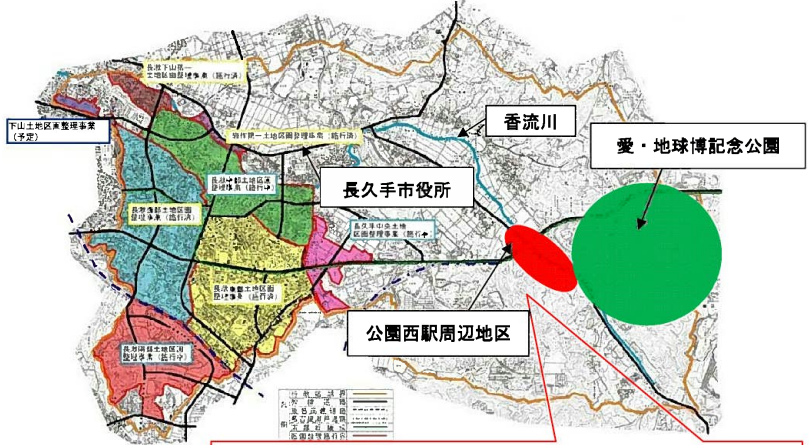 長湫下山第一
土地区画整理事業（施行済）
下山土地区画整理事業
（予定）
香流川
愛・地球博記念公園
長久手市役所
長湫中部土地区画
整理事業（施行中）
長湫西部土地区画
整理事業（施行済）
長久手中央土地
区画整理事業（施行中）
長湫東部土地区画
整理事業（施行済）
公園西駅周辺地区
長湫南部土地区画
整理事業（施行中）